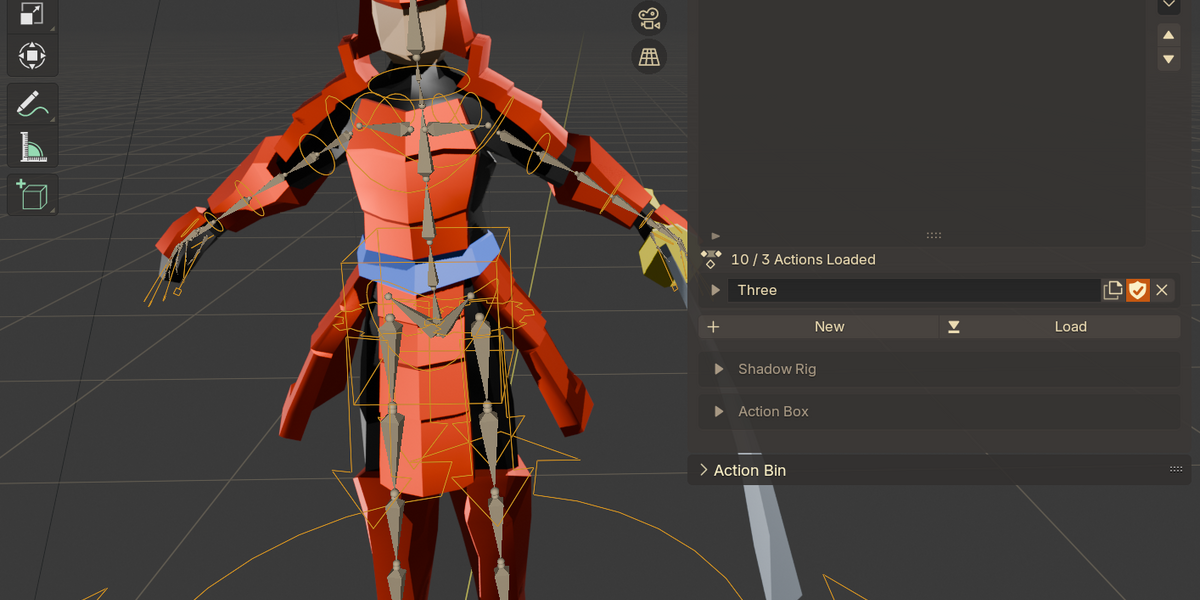 10 / 3 Actions Loaded
Three
New Load
Shadow Rig
Action Box
Action Bin